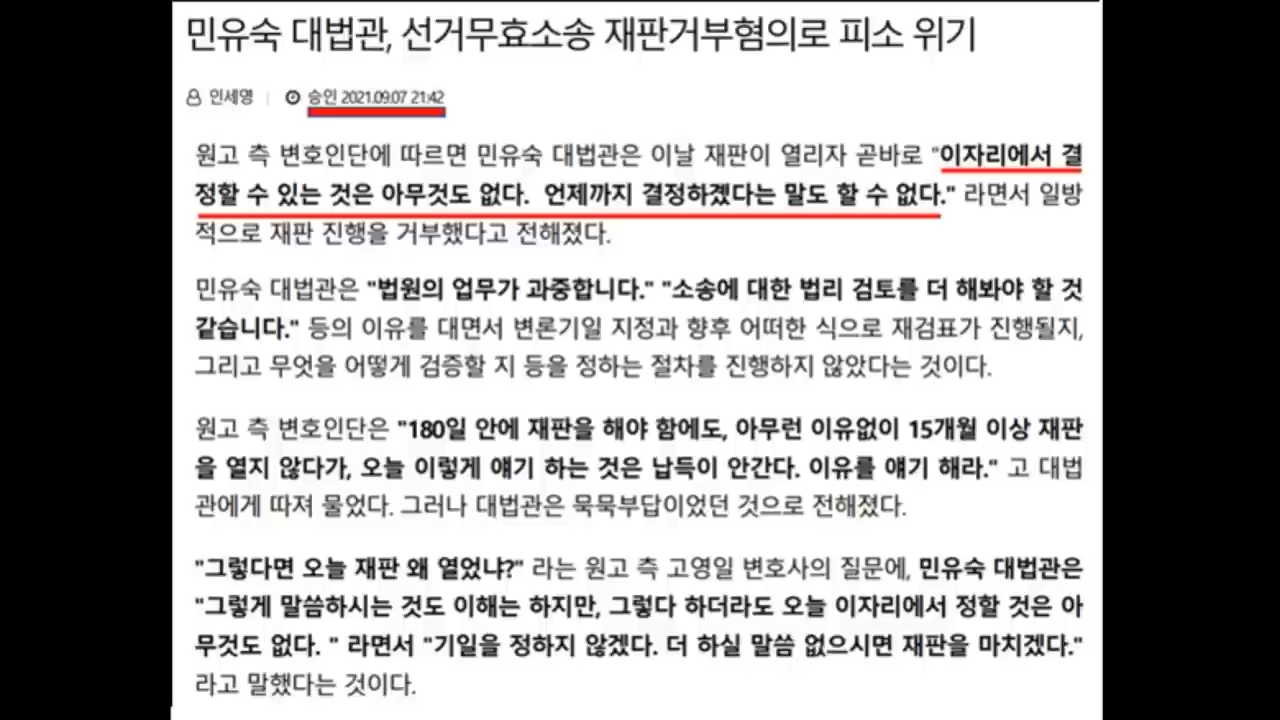 민유숙 대법관, 선거무효소송 재판거부혐의로 피소 위기
인세영 승인 2021.09.07 21:42
원고 측 변호인단에 따르면 민유숙 대법관은 이날 재판이 열리자 곧바로 "이자리에서 결
정할 수 있는 것은 아무것도 없다. 언제까지 결정하겠다는 말도 할 수 없다." 라면서 일방
적으로 재판 진행을 거부했다고 전해졌다.
민유숙 대법관은 "법원의 업무가 과중합니다." "소송에 대한 법리 검토를 더 해봐야 할 것
같습니다." 등의 이유를 대면서 변론기일 지정과 향후 어떠한 식으로 재검표가 진행될지,
그리고 무엇을 어떻게 검증할 지 등을 정하는 절차를 진행하지 않았다는 것이다.
원고 측 변호인단은 "180일 안에 재판을 해야 함에도, 아무런 이유없이 15개월 이상 재판
을 열지 않다가, 오늘 이렇게 얘기 하는 것은 납득이 안간다. 이유를 얘기 해라." 고 대법
관에게 따져 물었다. 그러나 대법관은 묵묵부답이었던 것으로 전해졌다.
"그렇다면 오늘 재판 왜 열었냐?" 라는 원고 측 고영일 변호사의 질문에, 민유숙 대법관은
"그렇게 말씀하시는 것도 이해는 하지만, 그렇다 하더라도 오늘 이자리에서 정할 것은 아
무것도 없다. " 라면서 "기일을 정하지 않겠다. 더 하실 말씀 없으시면 재판을 마치겠다."
라고 말했다는 것이다.